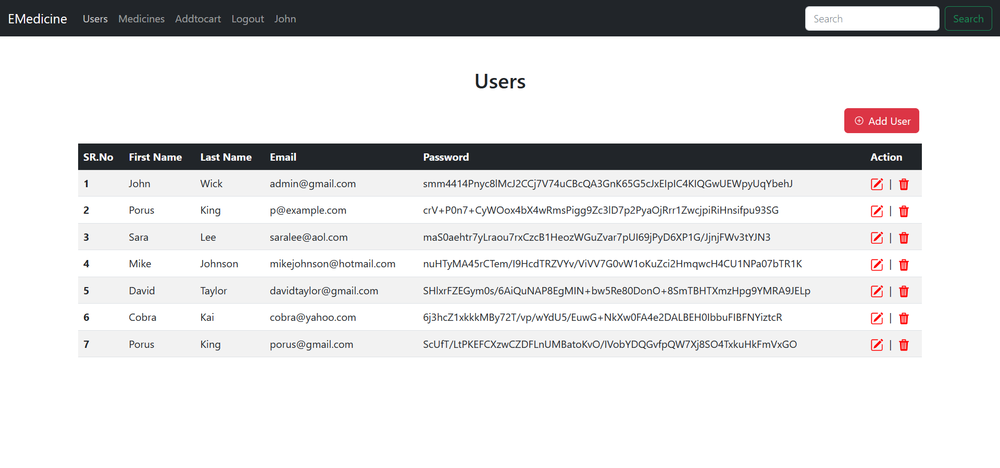 EMedicine Users Medicines Addtocart Logout John Search Search
Users
Add User
SR.No First Name Last Name Email Password Action
1 John Wick admin@gmail.com smm4414Pnyc8lMcJ2CCj7V74uCBcQA3GnK65G5cJxEIpIC4KIQGwUEWpyUqYbehJ |
2 Porus King p@example.com crV+P0n7+CyWOox4bX4wRmsPigg9Zc3lD7p2PyaOjRrr1ZwcjpiRiHnsifpu93SG |
3 Sara Lee saralee@aol.com maS0aehtr7yLraou7rxCzcB1HeozWGuZvar7pUI69jPyD6XP1G/JjnjFWv3tYJN3 |
4 Mike Johnson mikejohnson@hotmail.com nuHTyMA45rCTem/I9HcdTRZVYv/ViVV7G0vW1oKuZci2HmqwcH4CU1NPa07bTR1K |
5 David Taylor davidtaylor@gmail.com SHlxrFZEGym0s/6AiQuNAP8EgMIN+bw5Re80DonO+8SmTBHTXmzHpg9YMRA9JELp |
6 Cobra Kai cobra@yahoo.com 6j3hcZ1xkkkMBy72T/vp/wYdU5/EuwG+NkXw0FA4e2DALBEH0IbbuFIBFNYiztcR |
7 Porus King porus@gmail.com ScUfT/LtPKEFCXzwCZDFLnUMBatoKvO/IVobYDQGvfpQW7Xj8SO4TxkuHkFmVxGO |